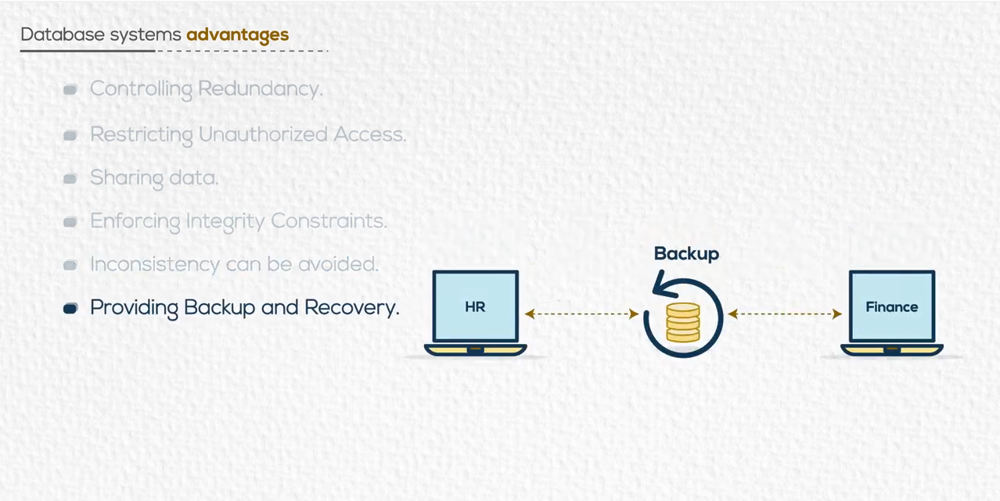 Database systems advantages
Controlling Redundancy.
Restricting Unauthorized Access.
Sharing data.
Enforcing Integrity Constraints.
Inconsistency can be avoided.
Providing Backup and Recovery.
Backup
HR
Finance